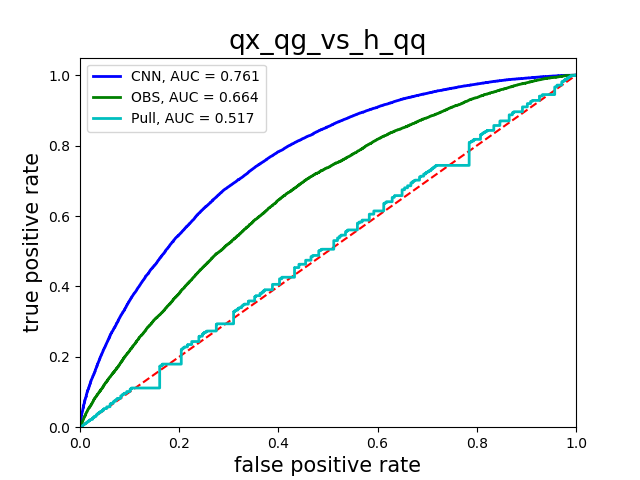 qx_qg_vs_h_qq
CNN, AUC = 0.761
OBS, AUC = 0.664
Pull, AUC = 0.517
true positive rate
1.0
0.8
0.6
0.4
0.2
0.0
0.0 0.2 0.4 0.6 0.8 1.0
false positive rate